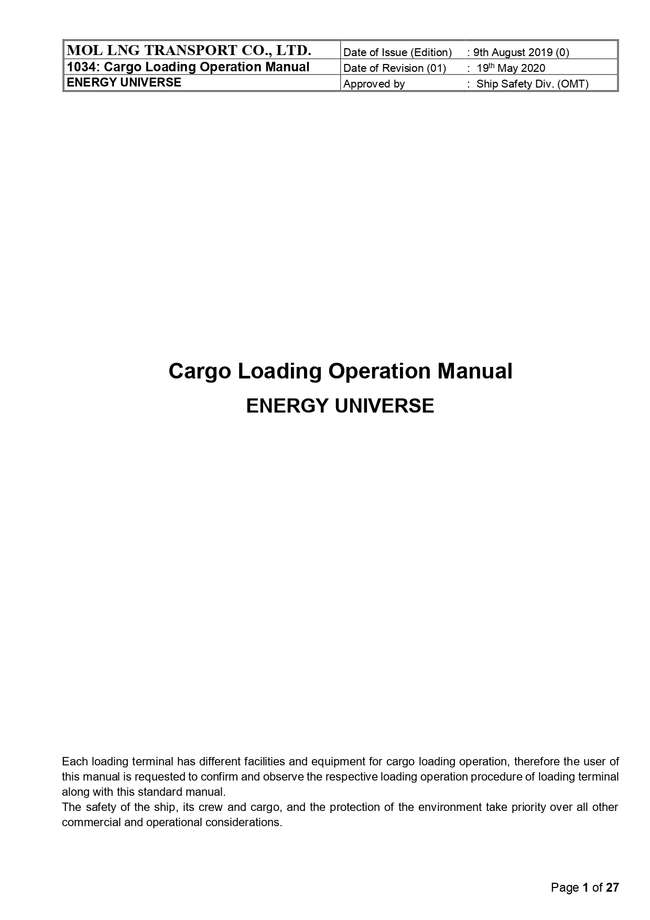 MOL LNG TRANSPORT CO., LTD.
Date of Issue (Edition) : 9th August 2019 (0)
1034: Cargo Loading Operation Manual
Date of Revision (01) : 19th May 2020
ENERGY UNIVERSE
Approved by : Ship Safety Div. (OMT)
Cargo Loading Operation Manual
ENERGY UNIVERSE
Each loading terminal has different facilities and equipment for cargo loading operation, therefore the user of
this manual is requested to confirm and observe the respective loading operation procedure of loading terminal
along with this standard manual.
The safety of the ship, its crew and cargo, and the protection of the environment take priority over all other
commercial and operational considerations.
Page 1 of 27